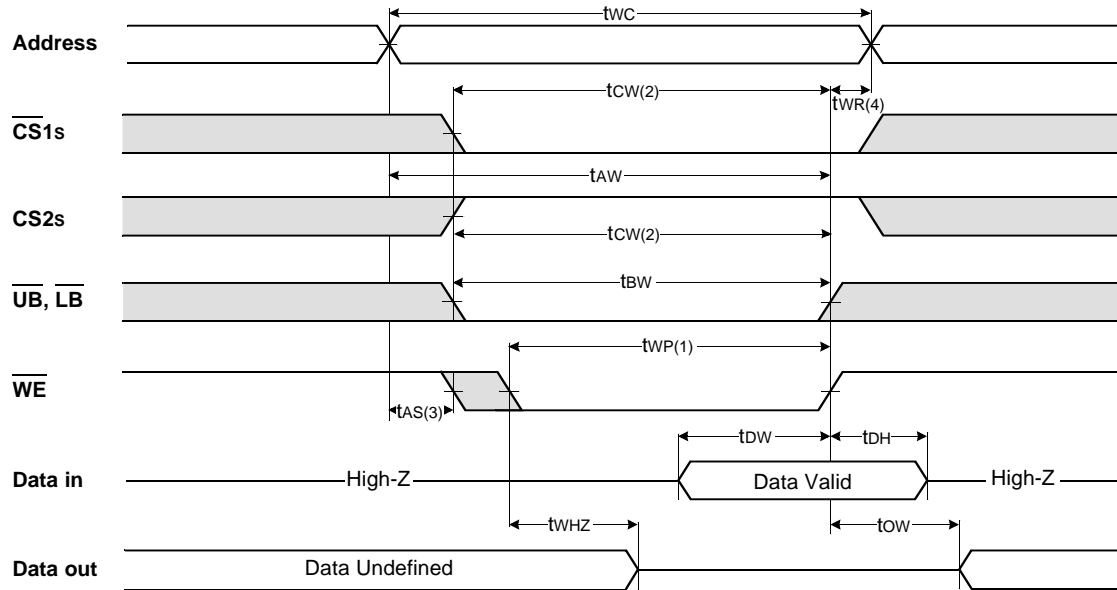 tWC
Address
tCW(2)
tWR(4)
CS1s
tAW
CS2s
tCW(2)
tBW
UB, LB
tWP(1)
WE
tAS(3)
tDW
tDH
Data in
High-Z
Data Valid
High-Z
tWHZ
tOW
Data out
Data Undefined